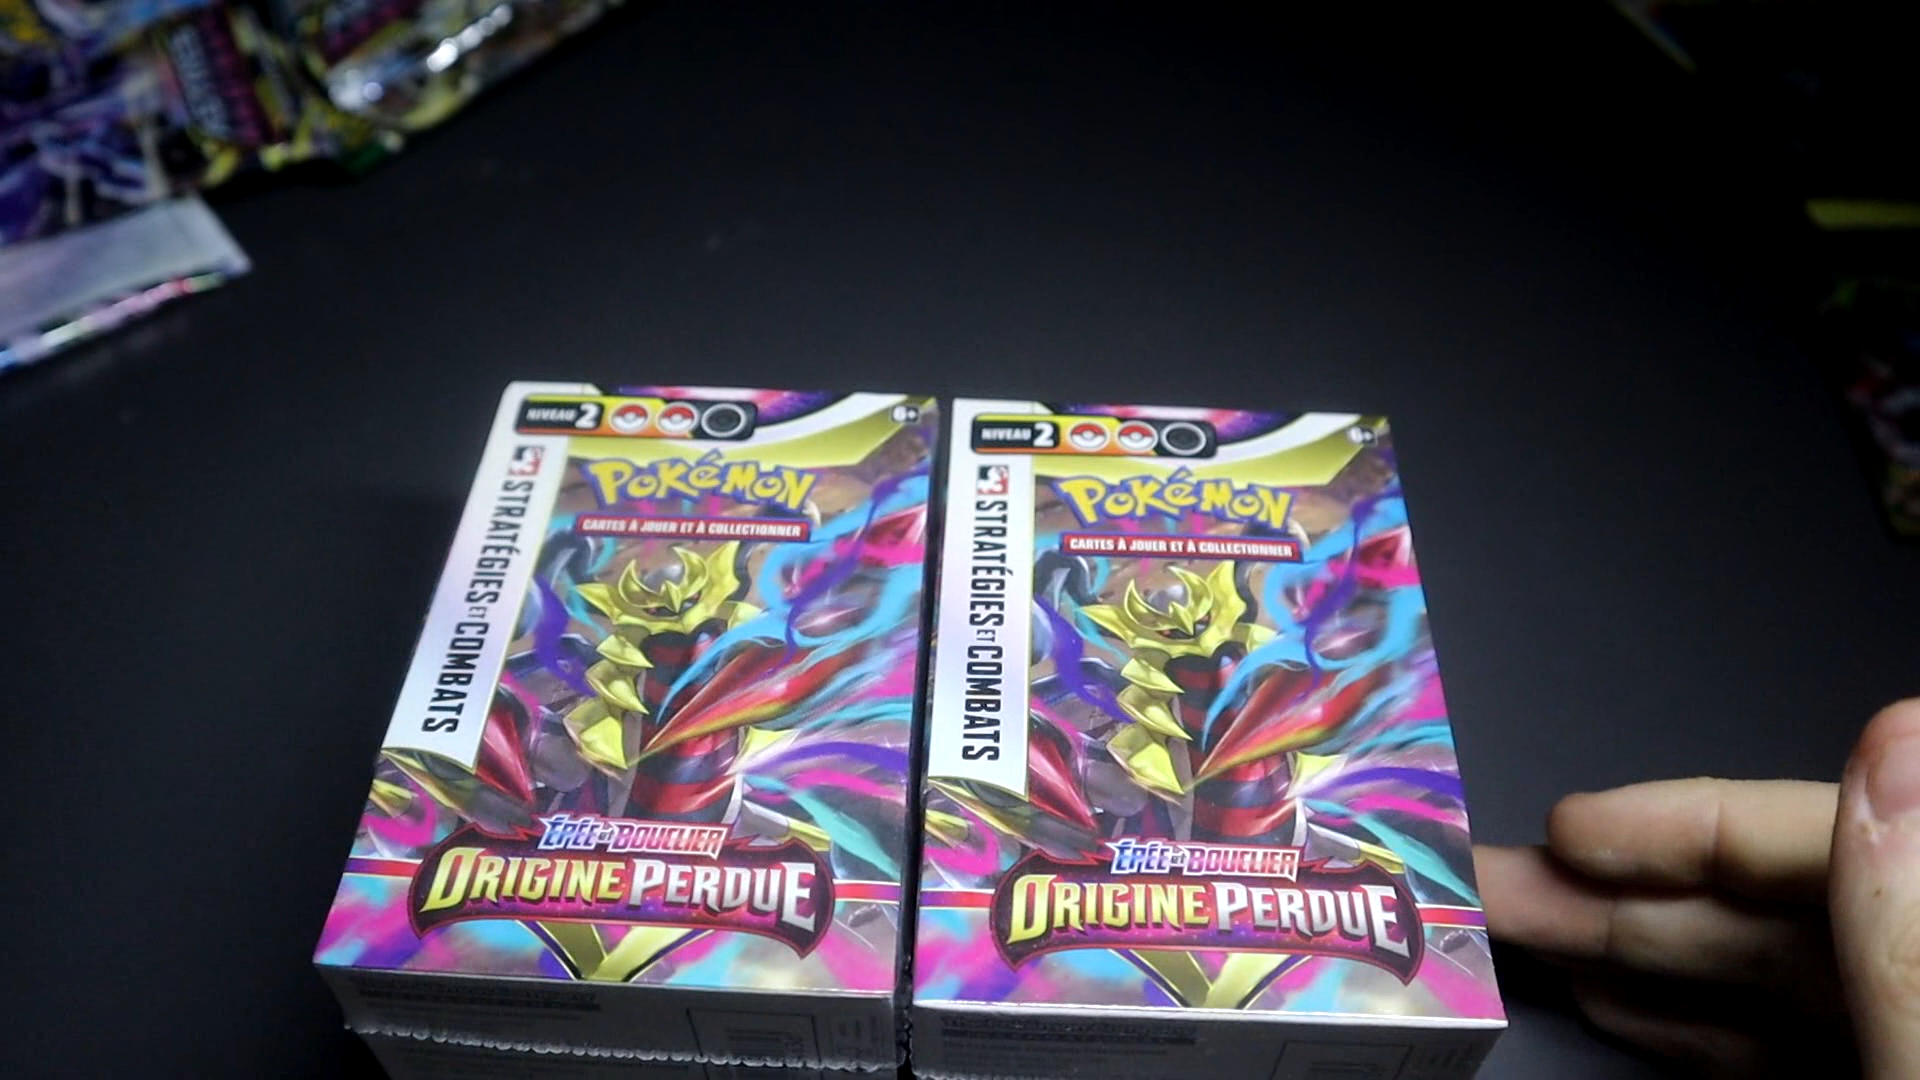 NIVEAU 2
6+
POKÉMON
CARTES À JOUER ET À COLLECTIONNER
STRATÉGIES ET COMBATS
ÉPÉE et BOUCLIER
ORIGINE PERDUE
NIVEAU 2
6+
POKÉMON
CARTES À JOUER ET À COLLECTIONNER
STRATÉGIES ET COMBATS
ÉPÉE et BOUCLIER
ORIGINE PERDUE